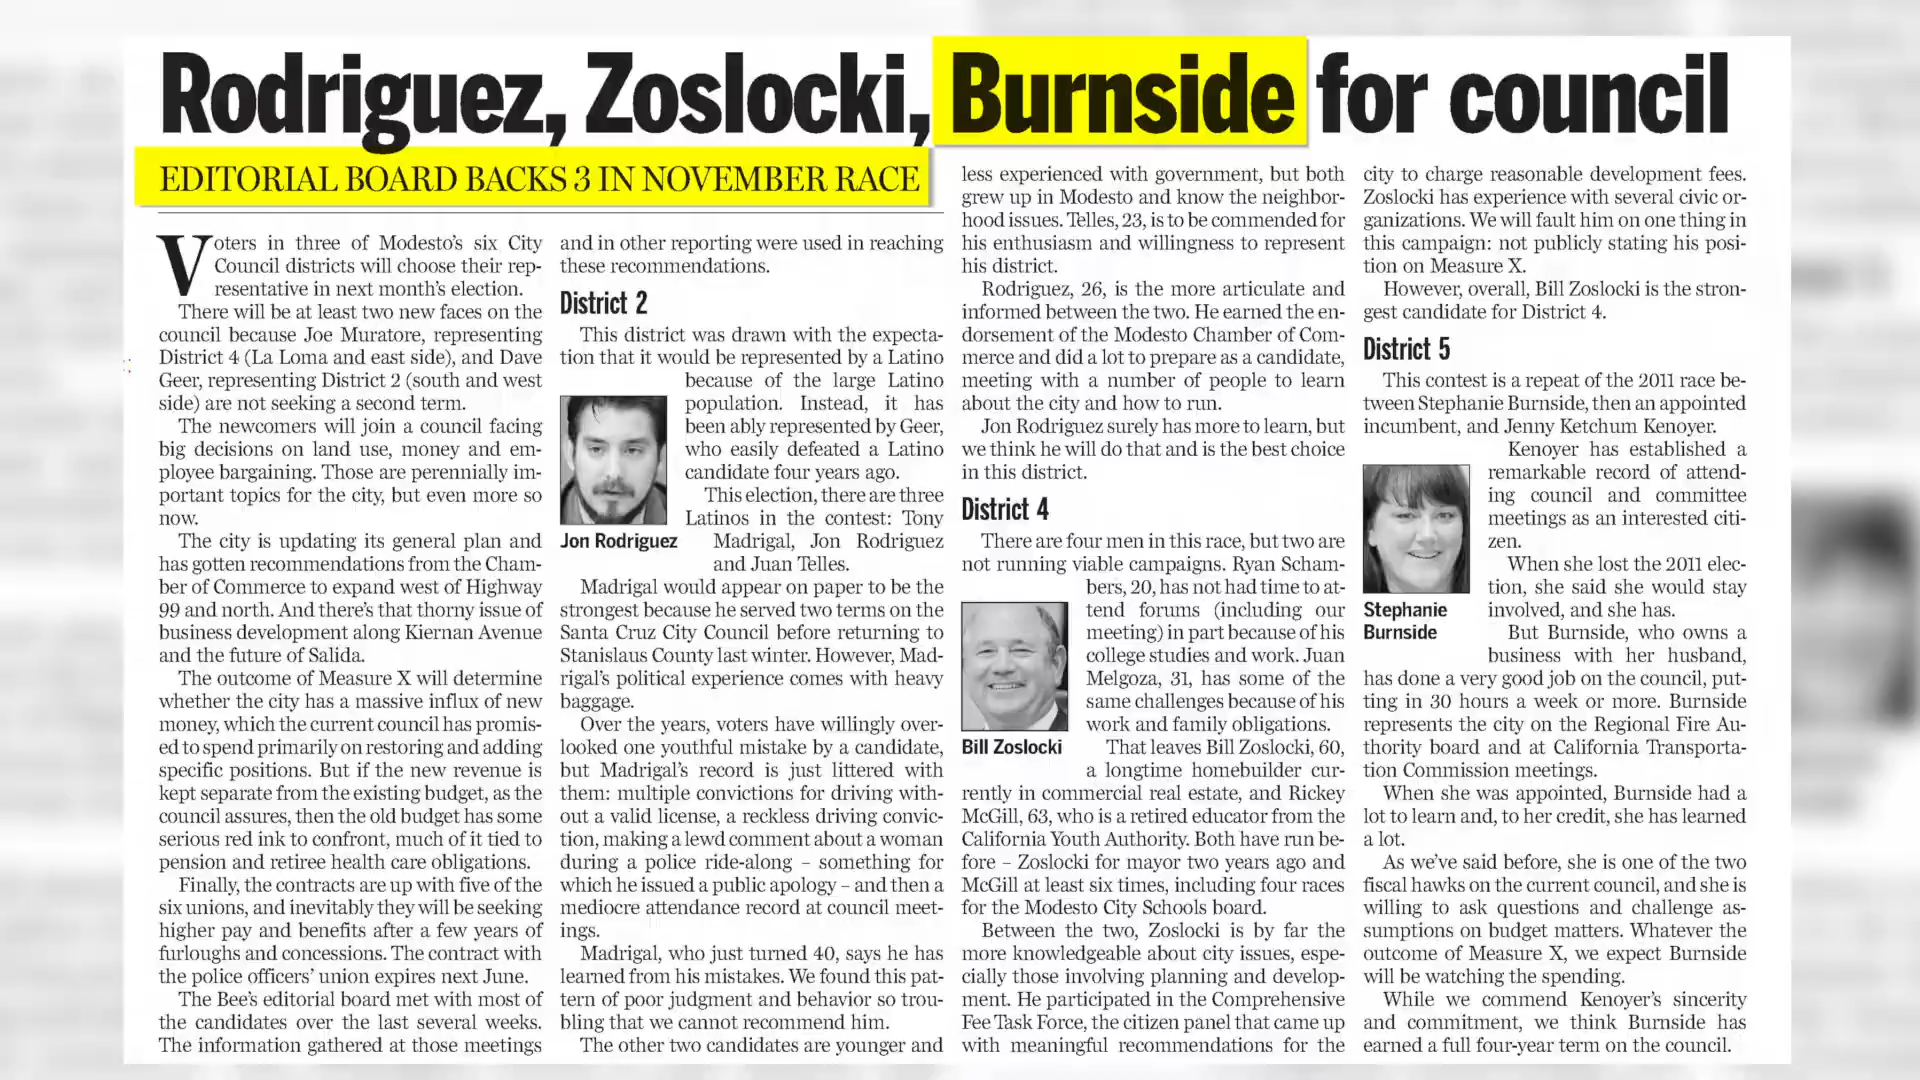 Rodriguez, Zoslocki, Burnside for council
EDITORIAL BOARD BACKS 3 IN NOVEMBER RACE
Voters in three of Modesto's six City
Council districts will choose their rep-
resentative in next month's election.
There will be at least two new faces on the
council because Joe Muratore, representing
District 4 (La Loma and east side), and Dave
Geer, representing District 2 (south and west
side) are not seeking a second term.
The newcomers will join a council facing
big decisions on land use, money and em-
ployee bargaining. Those are perennially im-
portant topics for the city, but even more so
now.
The city is updating its general plan and
has gotten recommendations from the Cham-
ber of Commerce to expand west of Highway
99 and north. And there's that thorny issue of
business development along Kiernan Avenue
and the future of Salida.
The outcome of Measure X will determine
whether the city has a massive influx of new
money, which the current council has promis-
ed to spend primarily on restoring and adding
specific positions. But if the new revenue is
kept separate from the existing budget, as the
council assures, then the old budget has some
serious red ink to confront, much of it tied to
pension and retiree health care obligations.
Finally, the contracts are up with five of the
six unions, and inevitably they will be seeking
higher pay and benefits after a few years of
furloughs and concessions. The contract with
the police officers' union expires next June.
The Bee's editorial board met with most of
the candidates over the last several weeks.
The information gathered at those meetings
and in other reporting were used in reaching
these recommendations.
District 2
This district was drawn with the expecta-
tion that it would be represented by a Latino
because of the large Latino
population. Instead, it has
been ably represented by Geer,
who easily defeated a Latino
candidate four years ago.
This election, there are three
Latinos in the contest: Tony
Madrigal, Jon Rodriguez
and Juan Telles.
Jon Rodriguez
Madrigal would appear on paper to be the
strongest because he served two terms on the
Santa Cruz City Council before returning to
Stanislaus County last winter. However, Mad-
rigal's political experience comes with heavy
baggage.
Over the years, voters have willingly over-
looked one youthful mistake by a candidate,
but Madrigal's record is just littered with
them: multiple convictions for driving with-
out a valid license, a reckless driving convic-
tion, making a lewd comment about a woman
during a police ride-along – something for
which he issued a public apology – and then a
mediocre attendance record at council meet-
ings.
Madrigal, who just turned 40, says he has
learned from his mistakes. We found this pat-
tern of poor judgment and behavior so trou-
bling that we cannot recommend him.
The other two candidates are younger and
less experienced with government, but both
grew up in Modesto and know the neighbor-
hood issues. Telles, 23, is to be commended for
his enthusiasm and willingness to represent
his district.
Rodriguez, 26, is the more articulate and
informed between the two. He earned the en-
dorsement of the Modesto Chamber of Com-
merce and did a lot to prepare as a candidate,
meeting with a number of people to learn
about the city and how to run.
Jon Rodriguez surely has more to learn, but
we think he will do that and is the best choice
in this district.
District 4
There are four men in this race, but two are
not running viable campaigns. Ryan Scham-
bers, 20, has not had time to at-
tend forums (including our
meeting) in part because of his
college studies and work. Juan
Melgoza, 31, has some of the
same challenges because of his
work and family obligations.
Bill Zoslocki
That leaves Bill Zoslocki, 60,
a longtime homebuilder cur-
rently in commercial real estate, and Rickey
McGill, 63, who is a retired educator from the
California Youth Authority. Both have run be-
fore – Zoslocki for mayor two years ago and
McGill at least six times, including four races
for the Modesto City Schools board.
Between the two, Zoslocki is by far the
more knowledgeable about city issues, espe-
cially those involving planning and develop-
ment. He participated in the Comprehensive
Fee Task Force, the citizen panel that came up
with meaningful recommendations for the
city to charge reasonable development fees.
Zoslocki has experience with several civic or-
ganizations. We will fault him on one thing in
this campaign: not publicly stating his posi-
tion on Measure X.
However, overall, Bill Zoslocki is the stron-
gest candidate for District 4.
District 5
This contest is a repeat of the 2011 race be-
tween Stephanie Burnside, then an appointed
incumbent, and Jenny Ketchum Kenoyer.
Kenoyer has established a
remarkable record of attend-
ing council and committee
meetings as an interested citi-
zen.
When she lost the 2011 elec-
tion, she said she would stay
involved, and she has.
Stephanie
Burnside
But Burnside, who owns a
business with her husband,
has done a very good job on the council, put-
ting in 30 hours a week or more. Burnside
represents the city on the Regional Fire Au-
thority board and at California Transporta-
tion Commission meetings.
When she was appointed, Burnside had a
lot to learn and, to her credit, she has learned
a lot.
As we've said before, she is one of the two
fiscal hawks on the current council, and she is
willing to ask questions and challenge as-
sumptions on budget matters. Whatever the
outcome of Measure X, we expect Burnside
will be watching the spending.
While we commend Kenoyer's sincerity
and commitment, we think Burnside has
earned a full four-year term on the council.